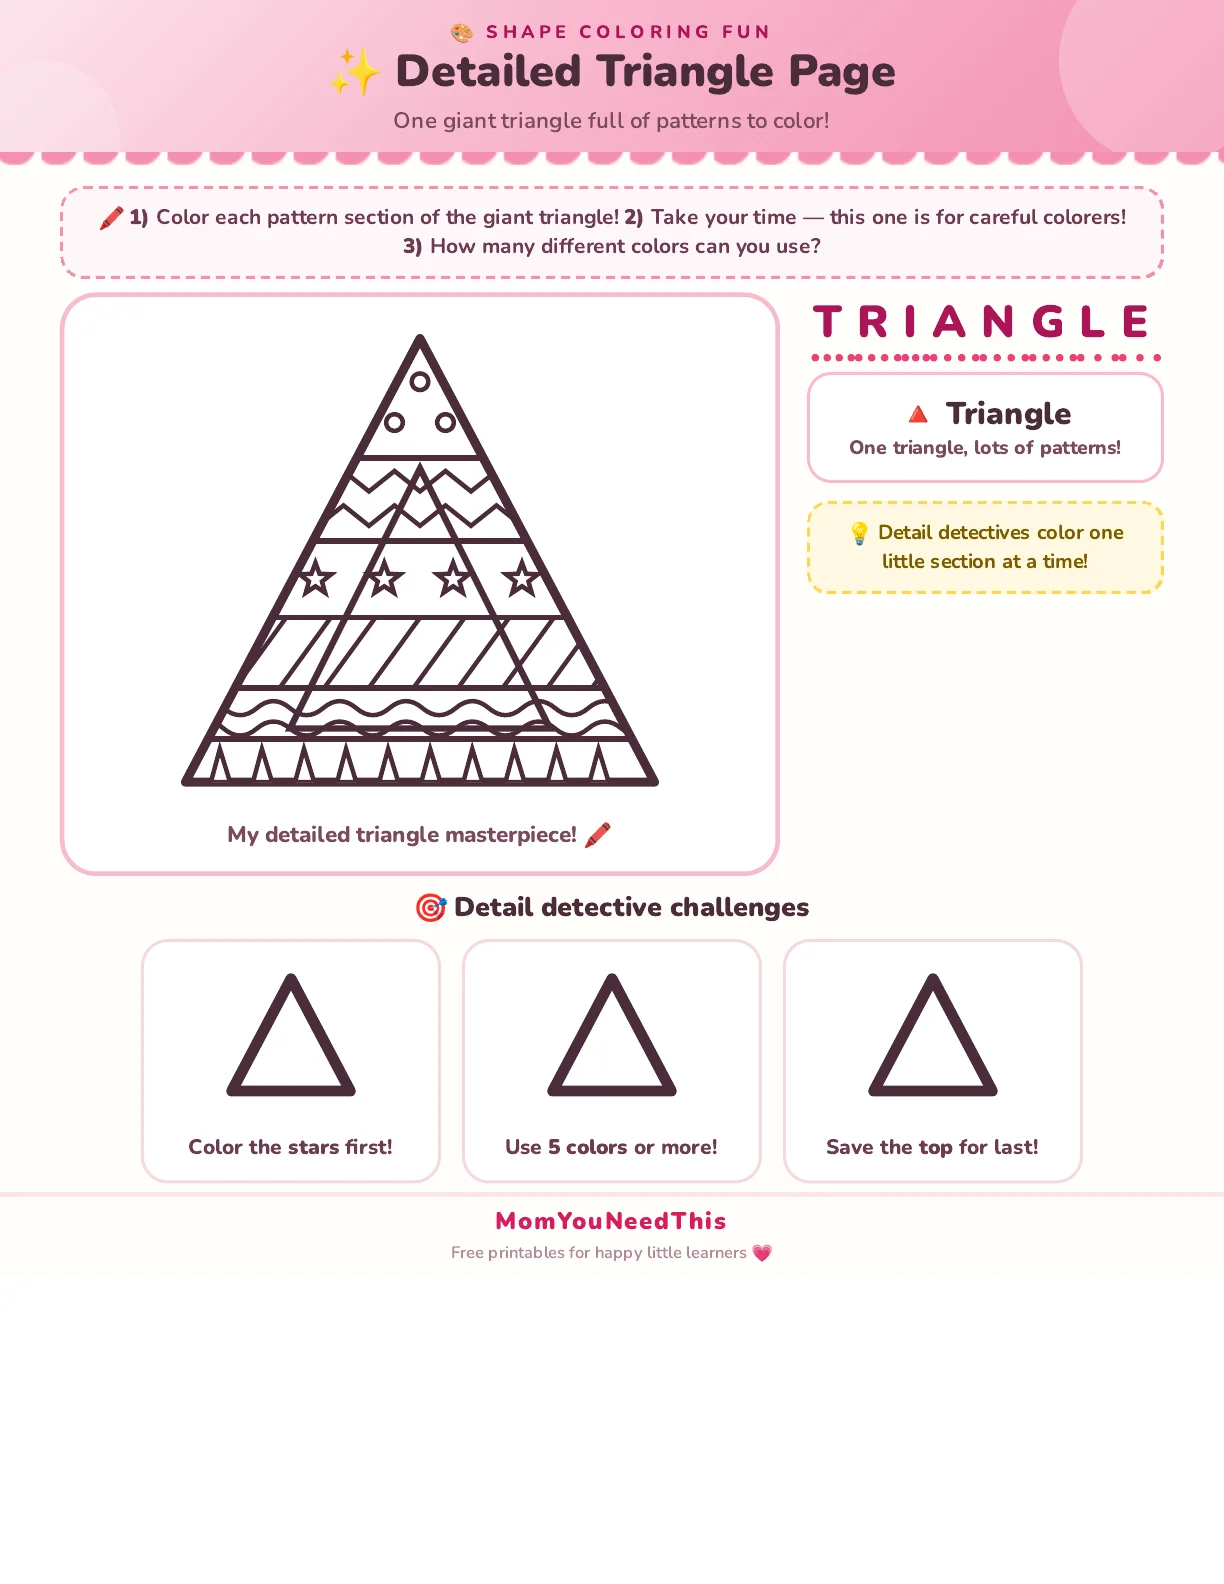 🎨 SHAPE COLORING FUN
✨ Detailed Triangle Page
One giant triangle full of patterns to color!
🖍️ 1) Color each pattern section of the giant triangle! 2) Take your time — this one is for careful colorers!
3) How many different colors can you use?
TRIANGLE
🔺 Triangle
One triangle, lots of patterns!
💡 Detail detectives color one
little section at a time!
My detailed triangle masterpiece! 🖍️
🎯 Detail detective challenges
Color the stars first!
Use 5 colors or more!
Save the top for last!
MomYouNeedThis
Free printables for happy little learners 💗